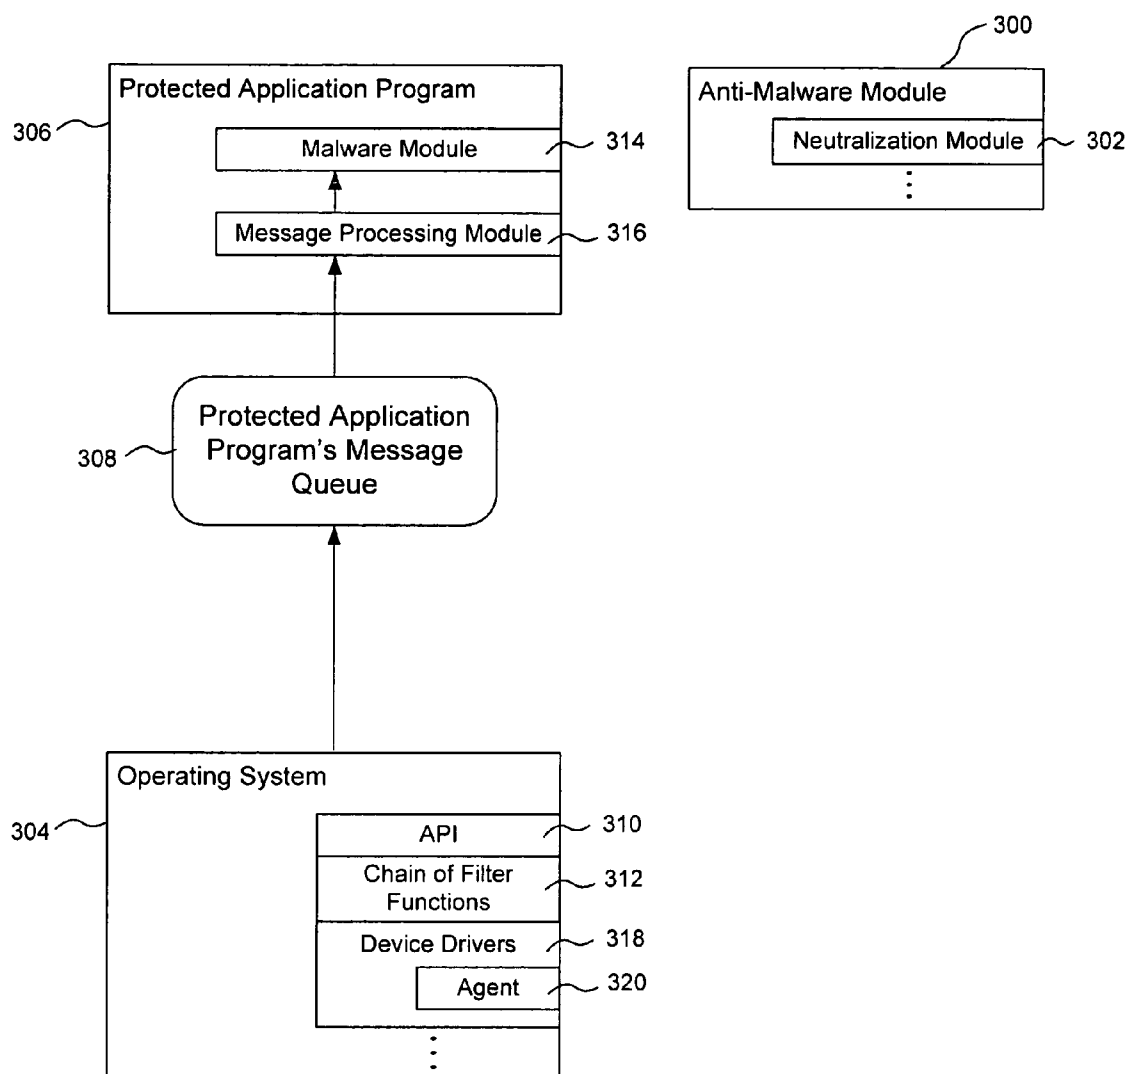 300
Protected Application Program
Anti-Malware Module
306
Malware Module
314
Neutralization Module
302
Message Processing Module
316
Protected Application
Program's Message
Queue
308
Operating System
304
API
310
Chain of Filter
Functions
312
Device Drivers
318
Agent
320